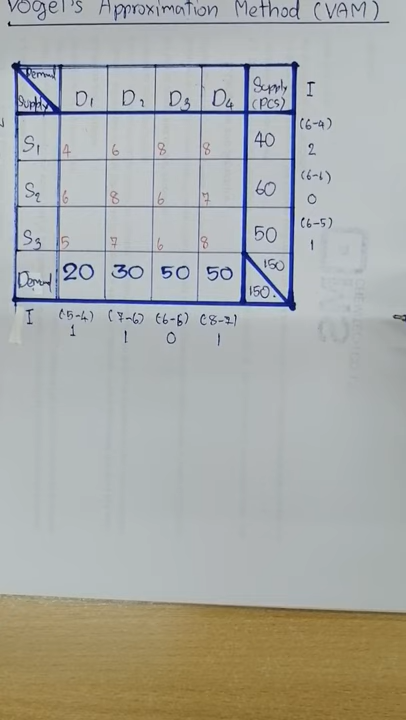 Vogel's Approximation Method (VAM)
Demand Supply D1 D2 D3 D4 Supply (pcs) I
S1 4 6 8 8 40 (6-4) 2
S2 6 8 6 7 60 (6-6) 0
S3 5 7 6 8 50 (6-5) 1
Demand 20 30 50 50 150 150
I (5-4) (7-6) (6-6) (8-7)
1 1 0 1